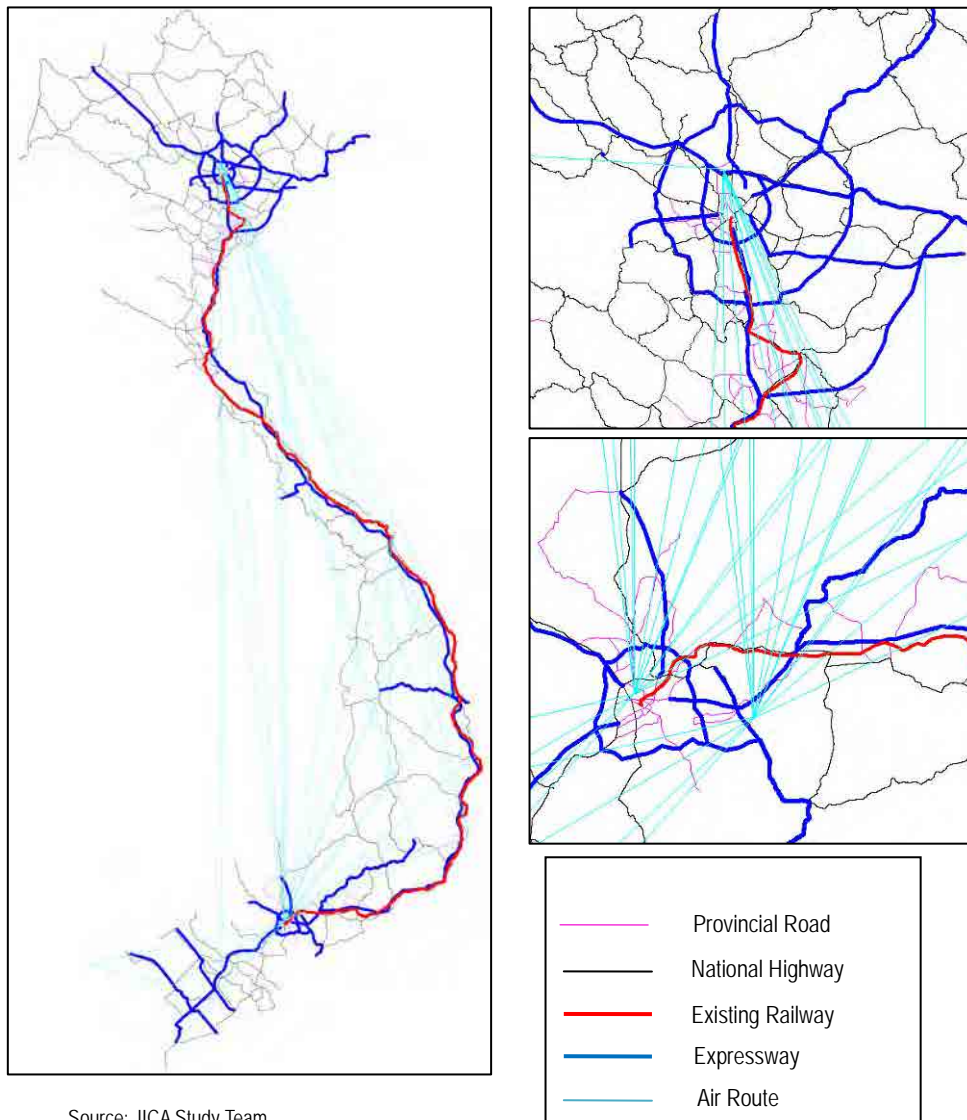 Provincial Road
National Highway
Existing Railway
Expressway
Air Route
Source: JICA Study Team